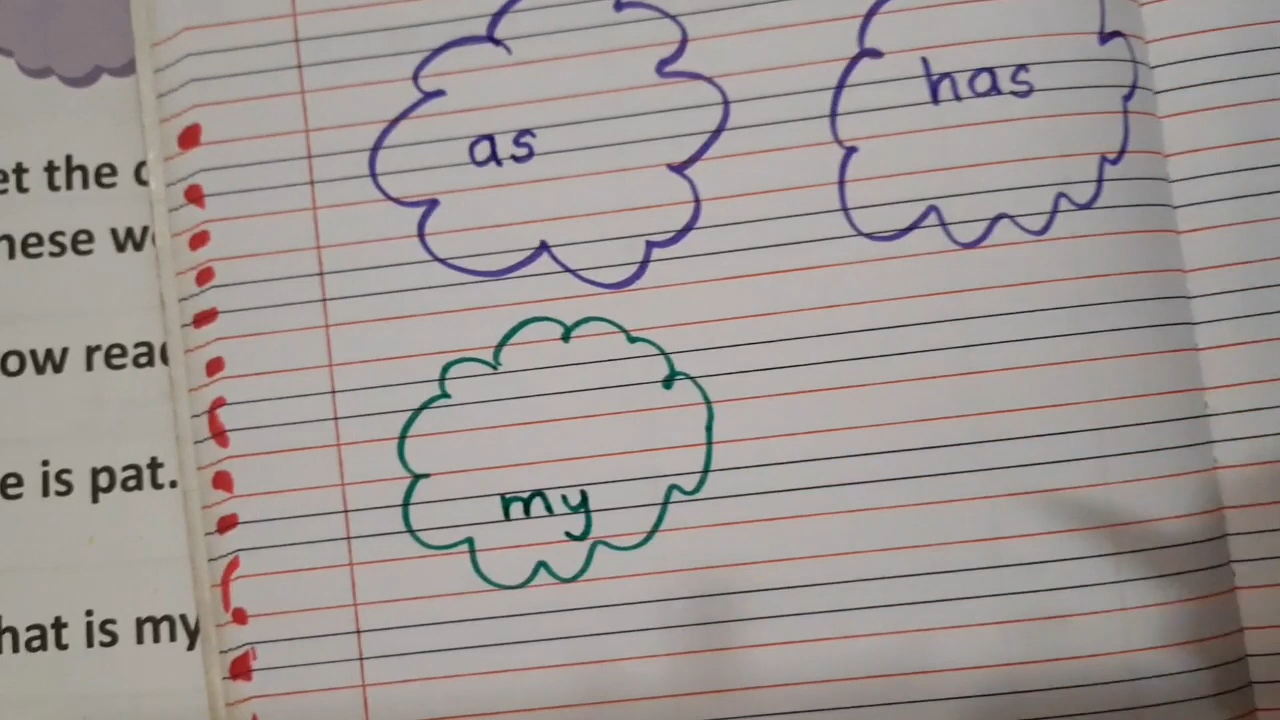 as
has
my
et the
hese
ow read
e is pat.
hat is my